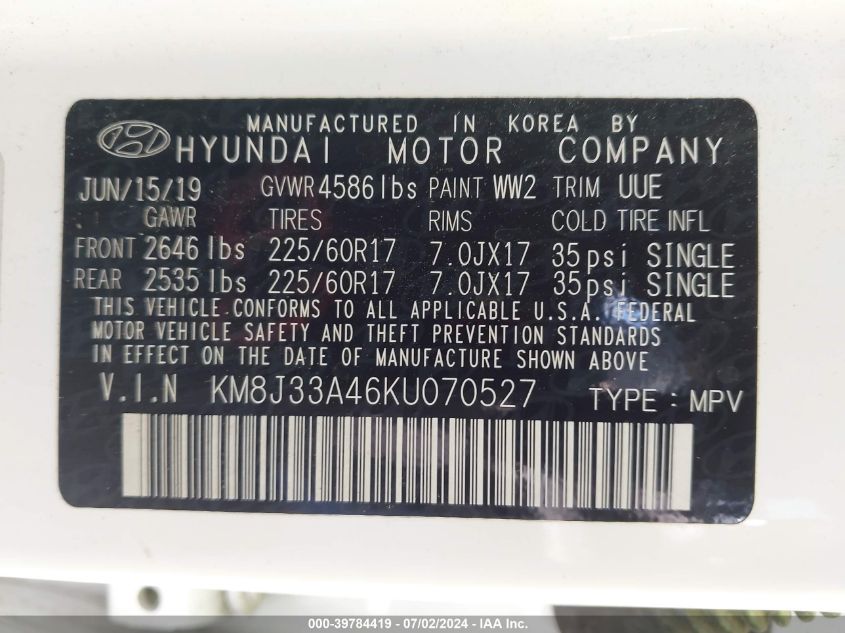 MANUFACTURED IN KOREA BY
HYUNDAI MOTOR COMPANY
JUN/15/19 GVWR 4586 lbs PAINT WW2 TRIM UUE
GAWR TIRES RIMS COLD TIRE INFL
FRONT 2646 lbs 225/60R17 7.0JX17 35psi SINGLE
REAR 2535 lbs 225/60R17 7.0JX17 35psi SINGLE
THIS VEHICLE CONFORMS TO ALL APPLICABLE U.S.A. FEDERAL
MOTOR VEHICLE SAFETY AND THEFT PREVENTION STANDARDS
IN EFFECT ON THE DATE OF MANUFACTURE SHOWN ABOVE
V.I.N KM8J33A46KU070527 TYPE : MPV
000-39784419 - 07/02/2024 - IAA Inc.